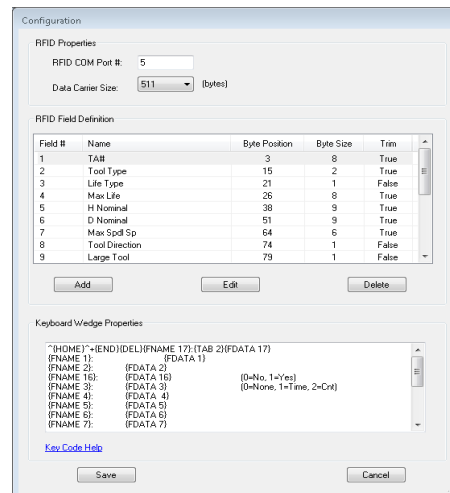 Configuration
RFID Properties
RFID COM Port #: 5
Data Carrier Size: 511 (bytes)
RFID Field Definition
Field # Name Byte Position Byte Size Trim
1 TA# 3 8 True
2 Tool Type 15 2 True
3 Life Type 21 1 False
4 Max Life 26 8 True
5 H Nominal 38 9 True
6 D Nominal 51 9 True
7 Max Spdl Sp 64 6 True
8 Tool Direction 74 1 False
9 Large Tool 79 1 False
Add Edit Delete
Keyboard Wedge Properties
^{HOME}^+{END}{DEL}{FNAME 17}:{TAB 2}{FDATA 17}
{FNAME 1}: {FDATA 1}
{FNAME 2}: {FDATA 2}
{FNAME 16}: {FDATA 16} (0=No, 1=Yes)
{FNAME 3}: {FDATA 3} (0=None, 1=Time, 2=Cnt)
{FNAME 4}: {FDATA 4}
{FNAME 5}: {FDATA 5}
{FNAME 6}: {FDATA 6}
{FNAME 7}: {FDATA 7}
Key Code Help
Save Cancel